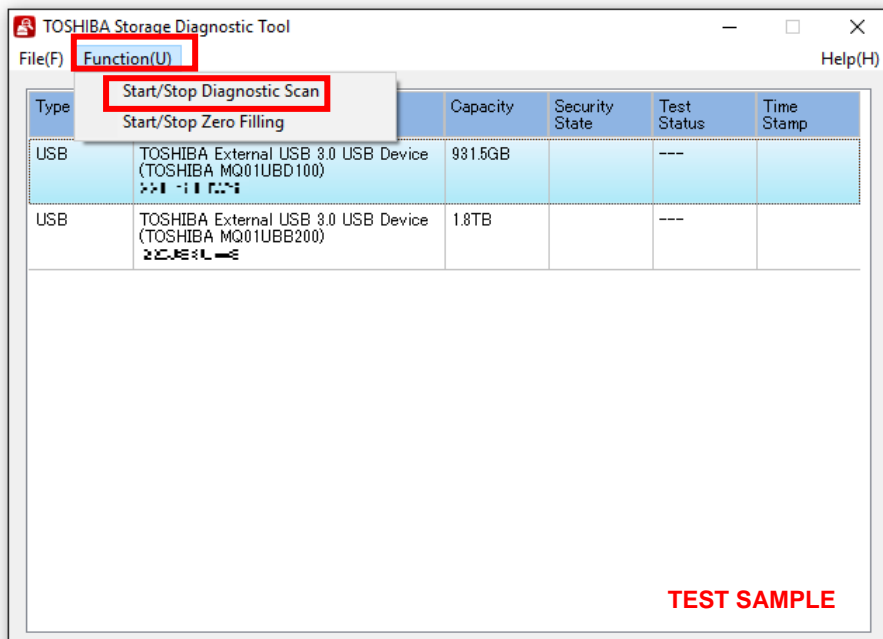 TOSHIBA Storage Diagnostic Tool
File(F) Function(U) Help(H)
Start/Stop Diagnostic Scan
Start/Stop Zero Filling
Type Capacity Security State Test Status Time Stamp
USB TOSHIBA External USB 3.0 USB Device 931.5GB ---
(TOSHIBA MQ01UBD100)
USB TOSHIBA External USB 3.0 USB Device 1.8TB ---
(TOSHIBA MQ01UBB200)
TEST SAMPLE